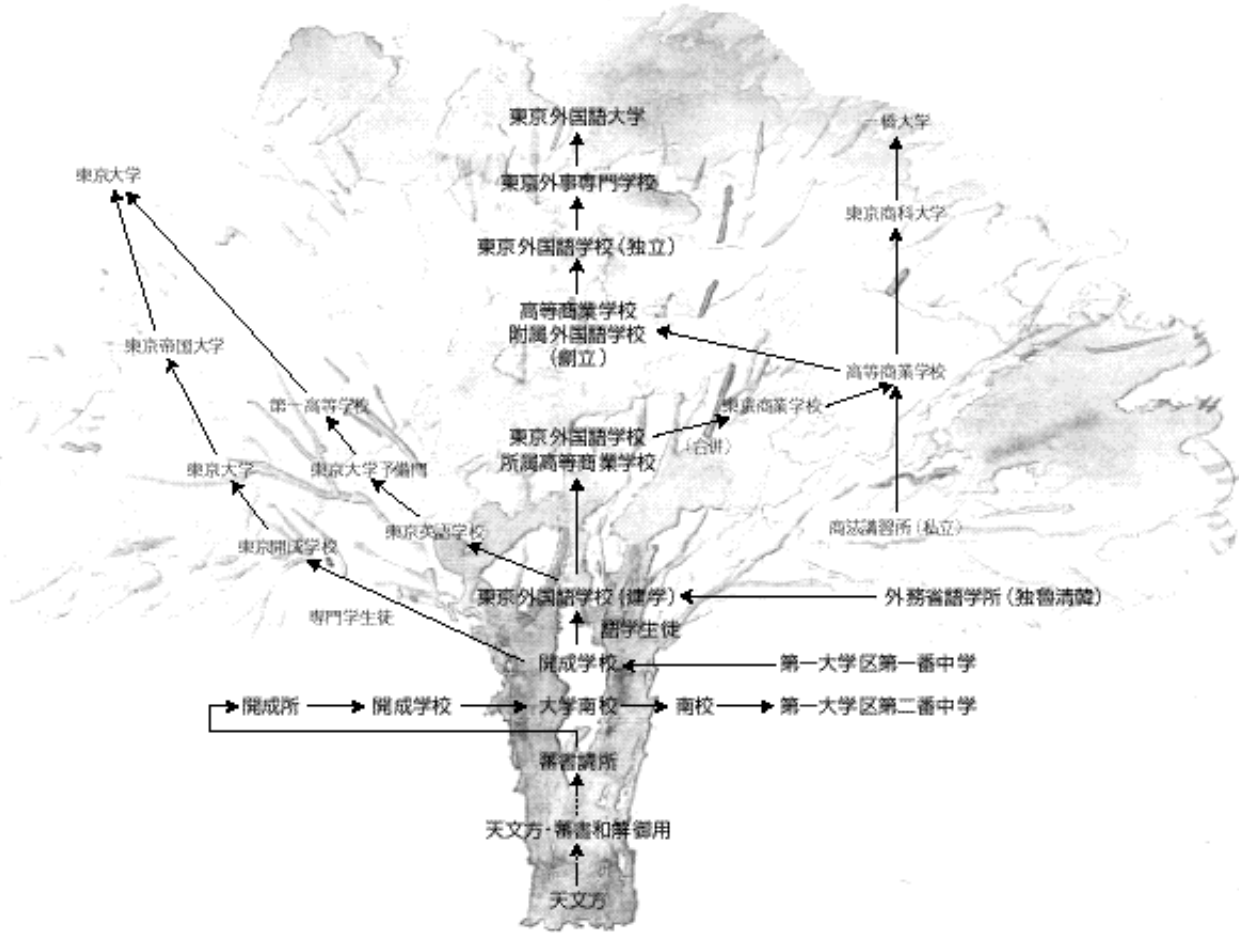 東京外国語大学
一橋大学
東京大学
東京外事専門学校
東京商科大学
東京外国語学校(独立)
高等商業学校
附属外国語学校
(創立)
東京帝国大学
高等商業学校
第一高等学校
東京商業学校
東京外国語学校
所属高等商業学校
(合併)
東京大学
東京大学予備門
東京英語学校
商法講習所(私立)
東京開成学校
東京外国語学校(建学)
外務省語学所(独魯清韓)
専門学生徒
語学生徒
開成学校
第一大学区第一番中学
開成所
開成学校
大学南校
南校
第一大学区第二番中学
蕃書調所
天文方・蕃書和解御用
天文方